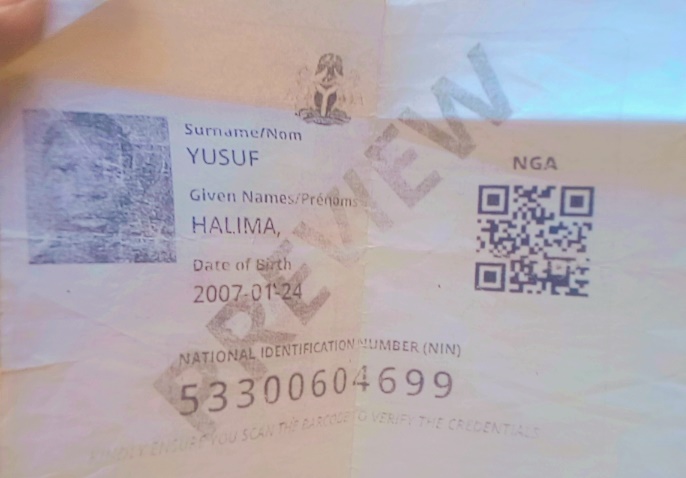 Surname/Nom
YUSUF
Given Names/Prénoms
HALIMA,
Date of Birth
2007-01-24
NGA
PREVIEW
NATIONAL IDENTIFICATION NUMBER (NIN)
53300604699
KINDLY ENSURE YOU SCAN THE BARCODE TO VERIFY THE CREDENTIALS